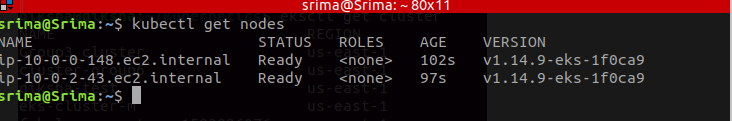 srima@Srima: ~ 80x11
srima@Srima:~$ kubectl get nodes
NAME STATUS ROLES AGE VERSION
ip-10-0-0-148.ec2.internal Ready <none> 102s v1.14.9-eks-1f0ca9
ip-10-0-2-43.ec2.internal Ready <none> 97s v1.14.9-eks-1f0ca9
srima@Srima:~$